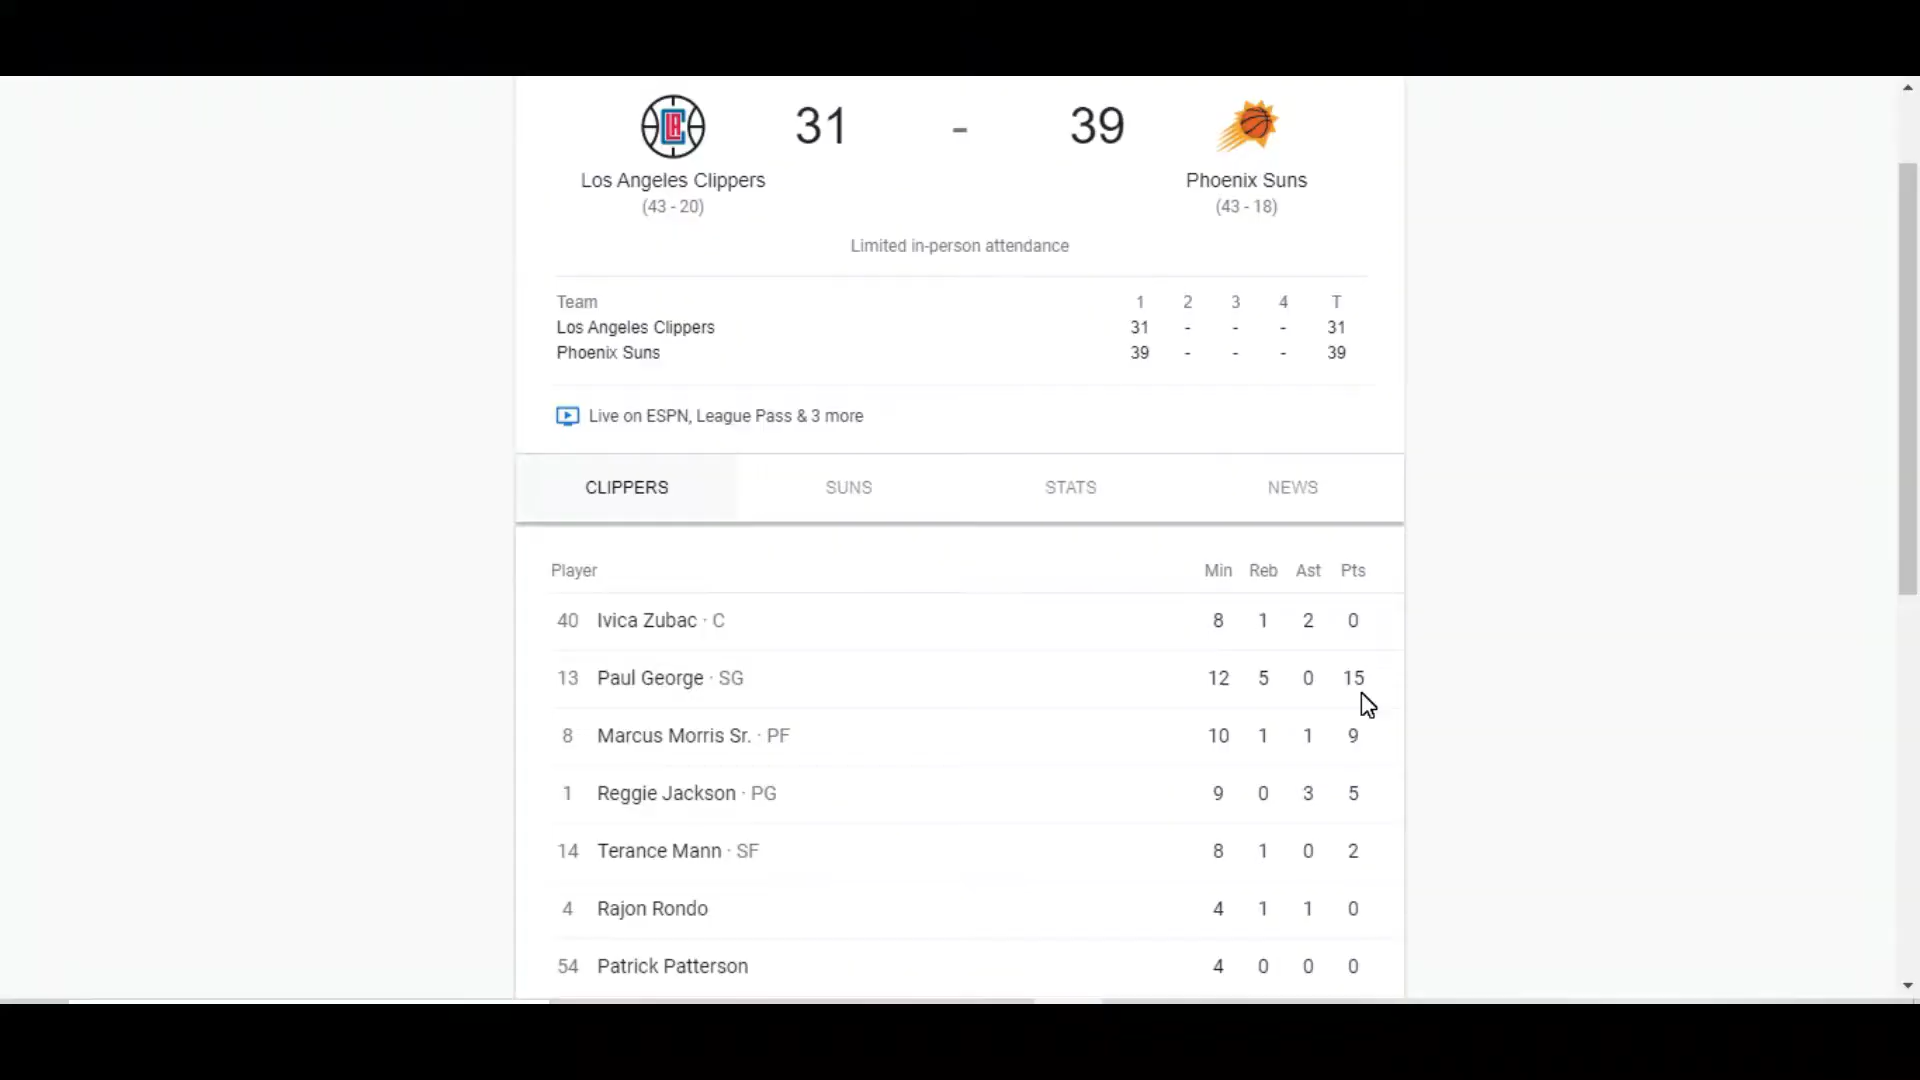 31 - 39
Los Angeles Clippers Phoenix Suns
(43 - 20) (43 - 18)
Limited in-person attendance
Team 1 2 3 4 T
Los Angeles Clippers 31 - - - 31
Phoenix Suns 39 - - - 39
Live on ESPN, League Pass & 3 more
CLIPPERS SUNS STATS NEWS
Player Min Reb Ast Pts
40 Ivica Zubac · C 8 1 2 0
13 Paul George · SG 12 5 0 15
8 Marcus Morris Sr. · PF 10 1 1 9
1 Reggie Jackson · PG 9 0 3 5
14 Terance Mann · SF 8 1 0 2
4 Rajon Rondo 4 1 1 0
54 Patrick Patterson 4 0 0 0